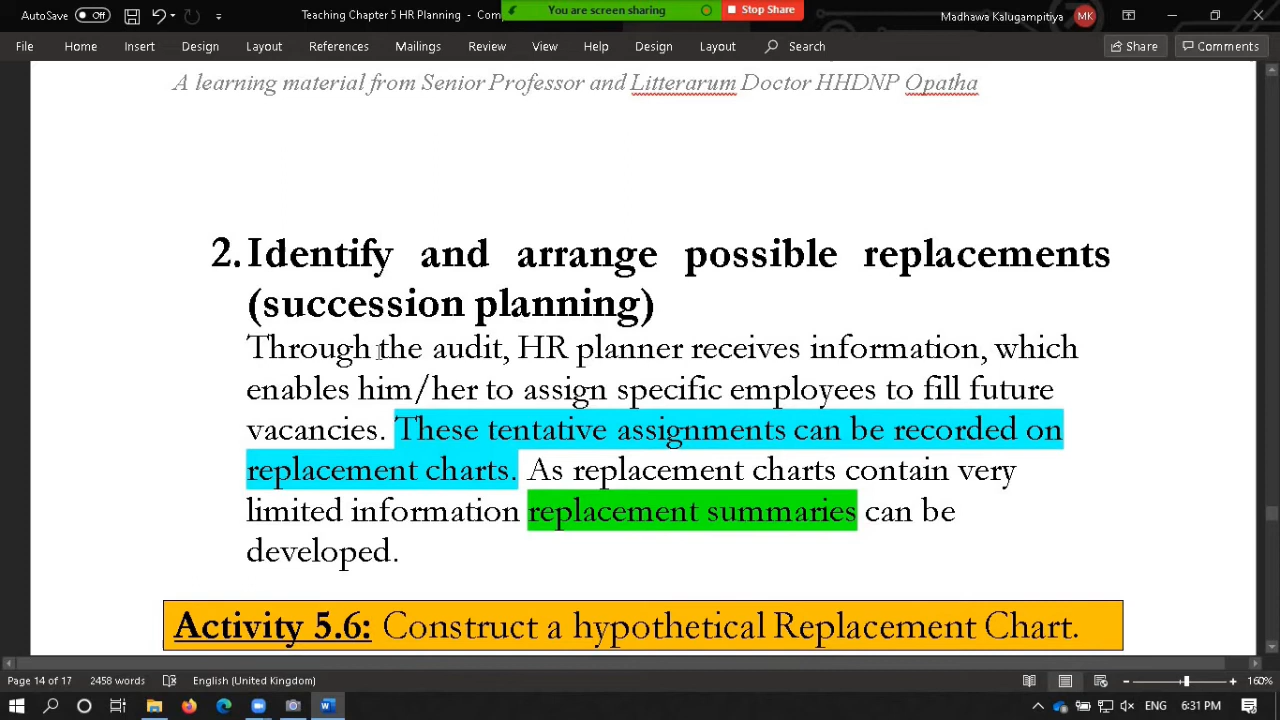 AutoSave Off Teaching Chapter 5 HR Planning - Com You are screen sharing Stop Share Madhawa Kalugampitiya MK
File Home Insert Design Layout References Mailings Review View Help Design Layout Search Share Comments
A learning material from Senior Professor and Litterarum Doctor HHDNP Opatha
2. Identify and arrange possible replacements
(succession planning)
Through the audit, HR planner receives information, which
enables him/her to assign specific employees to fill future
vacancies. These tentative assignments can be recorded on
replacement charts. As replacement charts contain very
limited information replacement summaries can be
developed.
Activity 5.6: Construct a hypothetical Replacement Chart.
Page 14 of 17 2458 words English (United Kingdom) 160%
ENG 6:31 PM